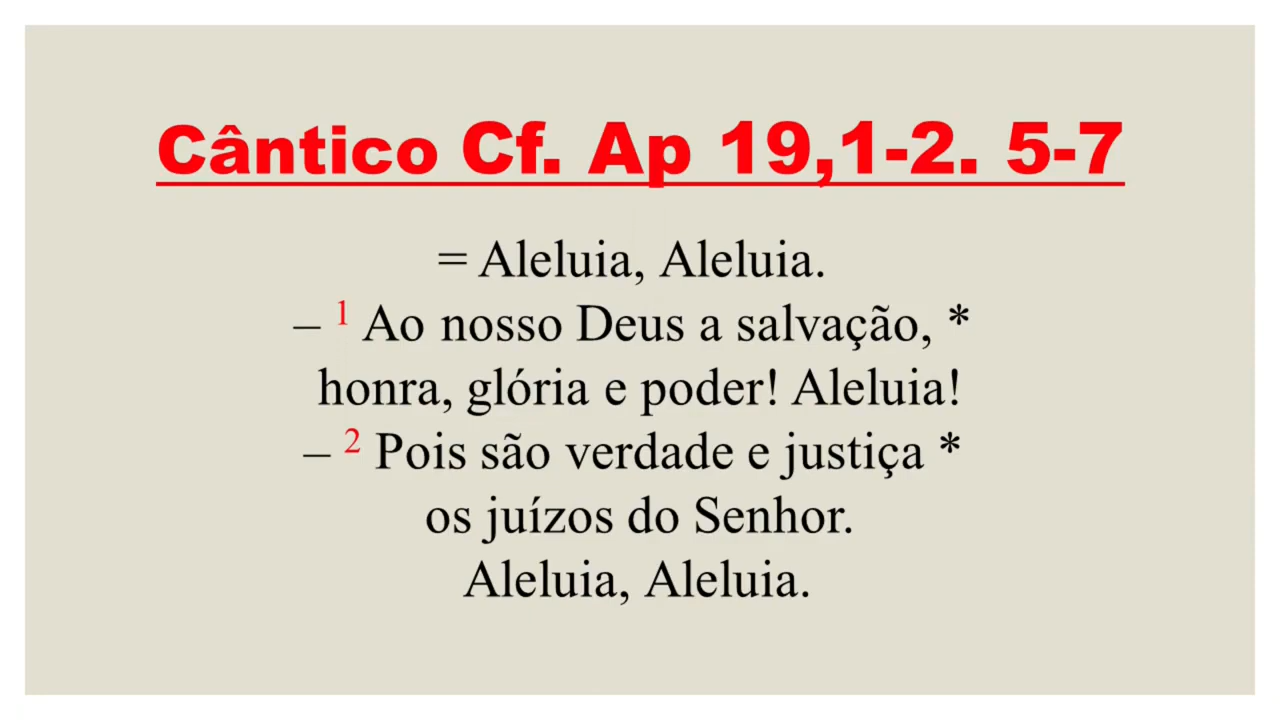 Cântico Cf. Ap 19,1-2. 5-7
= Aleluia, Aleluia.
– 1 Ao nosso Deus a salvação, *
honra, glória e poder! Aleluia!
– 2 Pois são verdade e justiça *
os juízos do Senhor.
Aleluia, Aleluia.